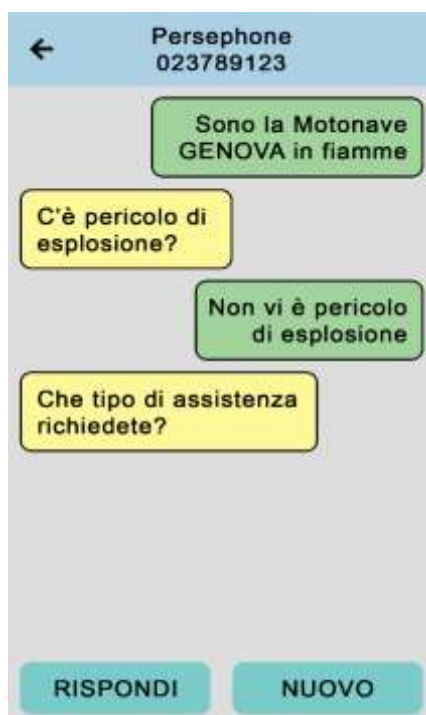 Persephone
023789123
Sono la Motonave
GENOVA in fiamme
C'è pericolo di
esplosione?
Non vi è pericolo
di esplosione
Che tipo di assistenza
richiedete?
RISPONDI
NUOVO